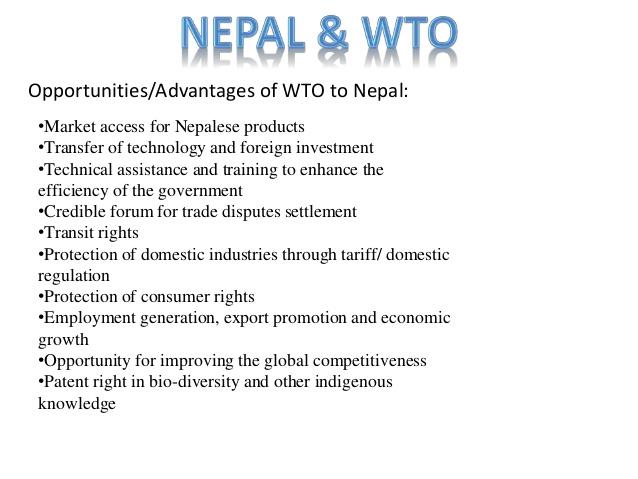 NEPAL & WTO
Opportunities/Advantages of WTO to Nepal:
•Market access for Nepalese products
•Transfer of technology and foreign investment
•Technical assistance and training to enhance the
efficiency of the government
•Credible forum for trade disputes settlement
•Transit rights
•Protection of domestic industries through tariff/ domestic
regulation
•Protection of consumer rights
•Employment generation, export promotion and economic
growth
•Opportunity for improving the global competitiveness
•Patent right in bio-diversity and other indigenous
knowledge